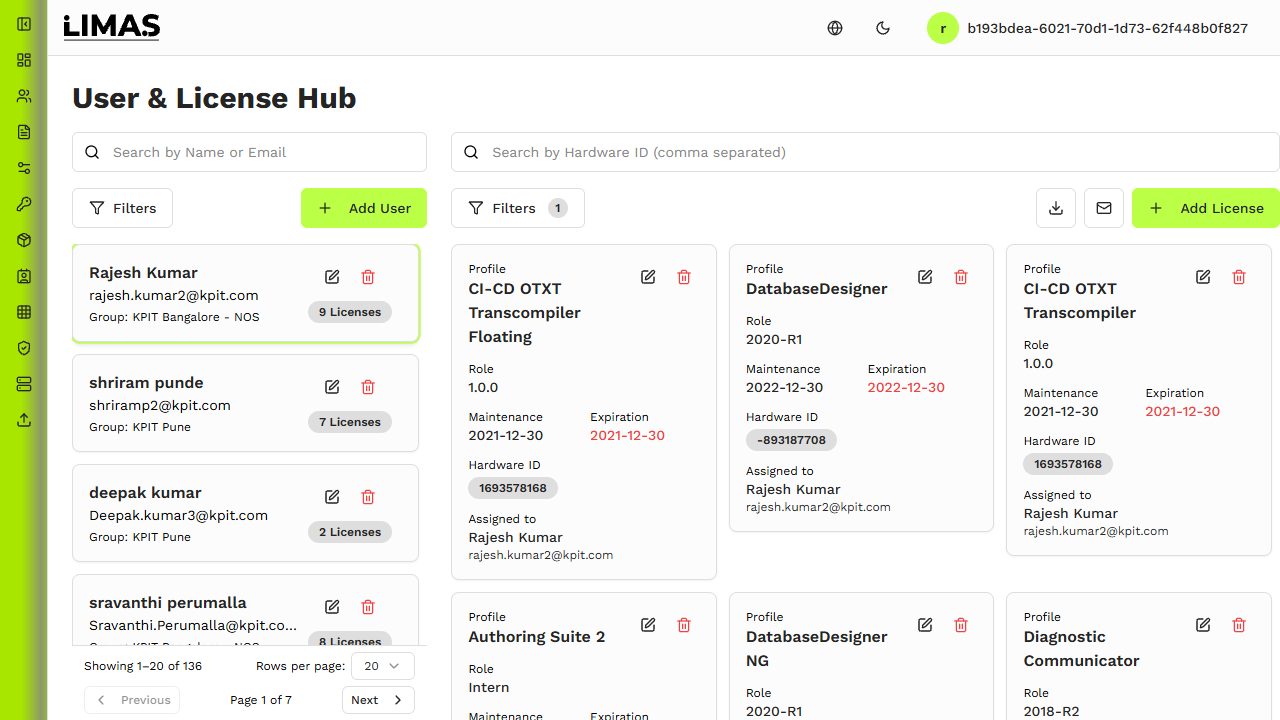 LIMAS
r
b193bdea-6021-70d1-1d73-62f448b0f827
User & License Hub
Search by Name or Email
Filters
Add User
Rajesh Kumar
rajesh.kumar2@kpit.com
Group: KPIT Bangalore - NOS
9 Licenses
shriram punde
shriramp2@kpit.com
Group: KPIT Pune
7 Licenses
deepak kumar
Deepak.kumar3@kpit.com
Group: KPIT Pune
2 Licenses
sravanthi perumalla
Sravanthi.Perumalla@kpit.co...
8 Licenses
Showing 1–20 of 136
Rows per page:
20
Previous
Page 1 of 7
Next
Search by Hardware ID (comma separated)
Filters 1
Add License
Profile
CI-CD OTXT
Transcompiler
Floating
Role
1.0.0
Maintenance Expiration
2021-12-30 2021-12-30
Hardware ID
1693578168
Assigned to
Rajesh Kumar
rajesh.kumar2@kpit.com
Profile
DatabaseDesigner
Role
2020-R1
Maintenance Expiration
2022-12-30 2022-12-30
Hardware ID
-893187708
Assigned to
Rajesh Kumar
rajesh.kumar2@kpit.com
Profile
CI-CD OTXT
Transcompiler
Role
1.0.0
Maintenance Expiration
2021-12-30 2021-12-30
Hardware ID
1693578168
Assigned to
Rajesh Kumar
rajesh.kumar2@kpit.com
Profile
Authoring Suite 2
Role
Intern
Maintenance Expiration
Profile
DatabaseDesigner
NG
Role
2020-R1
Profile
Diagnostic
Communicator
Role
2018-R2